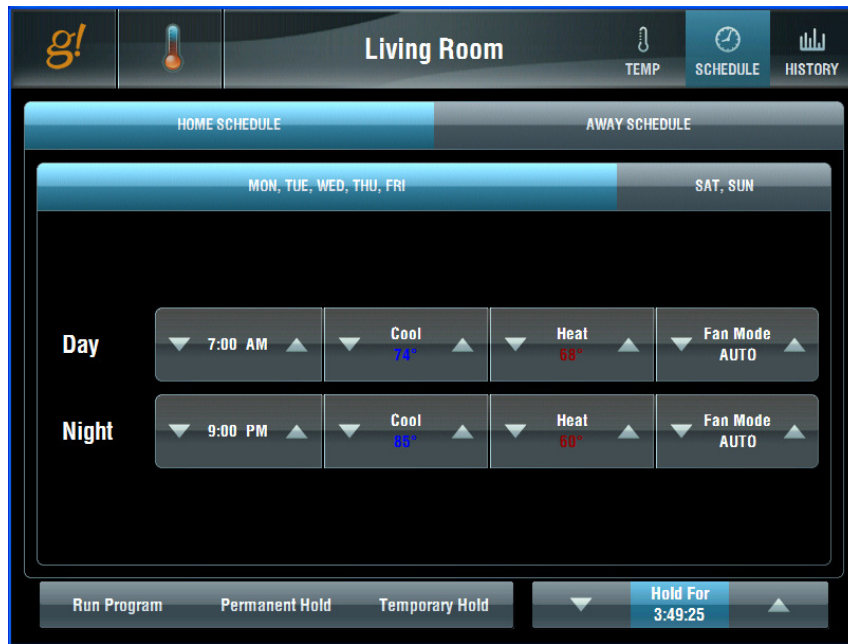 g!
Living Room
TEMP
SCHEDULE
HISTORY
HOME SCHEDULE
AWAY SCHEDULE
MON, TUE, WED, THU, FRI
SAT, SUN
Day
7:00 AM
Cool
74°
Heat
68°
Fan Mode
AUTO
Night
9:00 PM
Cool
85°
Heat
60°
Fan Mode
AUTO
Run Program
Permanent Hold
Temporary Hold
Hold For
3:49:25